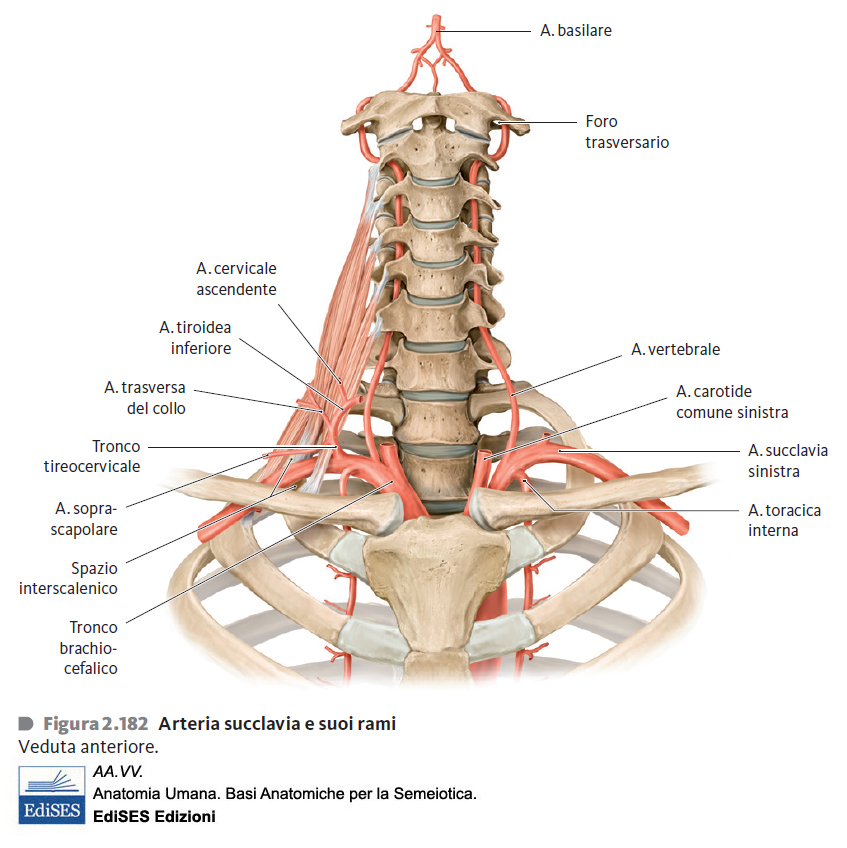 A. basilare
Foro
trasversario
A. cervicale
ascendente
A. tiroidea
inferiore
A. vertebrale
A. trasversa
del collo
A. carotide
comune sinistra
Tronco
tireocervicale
A. succlavia
sinistra
A. sopra-
scapolare
A. toracica
interna
Spazio
interscalenico
Tronco
brachio-
cefalico
Figura 2.182 Arteria succlavia e suoi rami
Veduta anteriore.
AA.VV.
Anatomia Umana. Basi Anatomiche per la Semeiotica.
EdiSES Edizioni
EdiSES